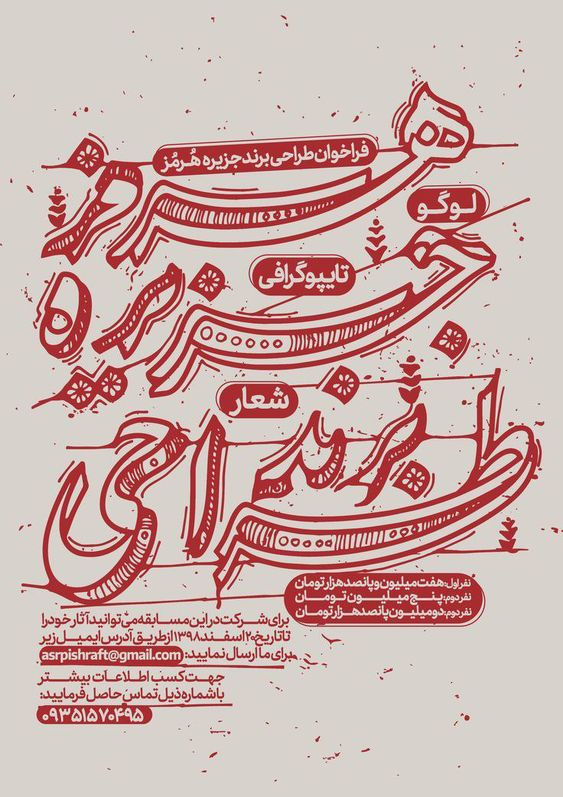 فراخوان طراحی برند جزیره هُرمُز
هرمز
لوگو
جزیره
تایپوگرافی
شعار
طراحی برند
نفر اول: هفت میلیون و پانصد هزار تومان
نفر دوم: پنج میلیون تومان
نفر دوم: دو میلیون پانصد هزار تومان
برای شرکت در این مسابقه می توانید آثار خود را
تا تاریخ ۲۰ اسفند ۱۳۹۸ از طریق آدرس ایمیل زیر
برای ما ارسال نمایید: asrpishraft@gmail.com
جهت کسب اطلاعات بیشتر
با شماره ذیل تماس حاصل فرمایید:
۰۹۳۵۱۵۷۰۴۹۵